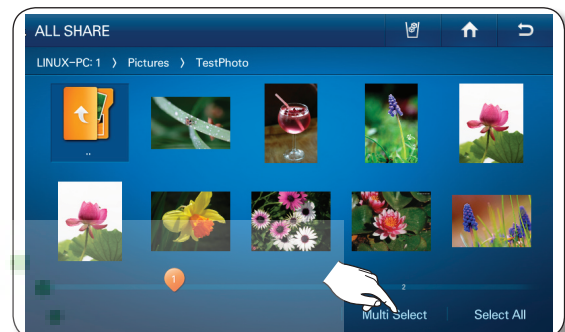 ALL SHARE
LINUX-PC: 1 > Pictures > TestPhoto
..
1
2
Multi Select
Select All